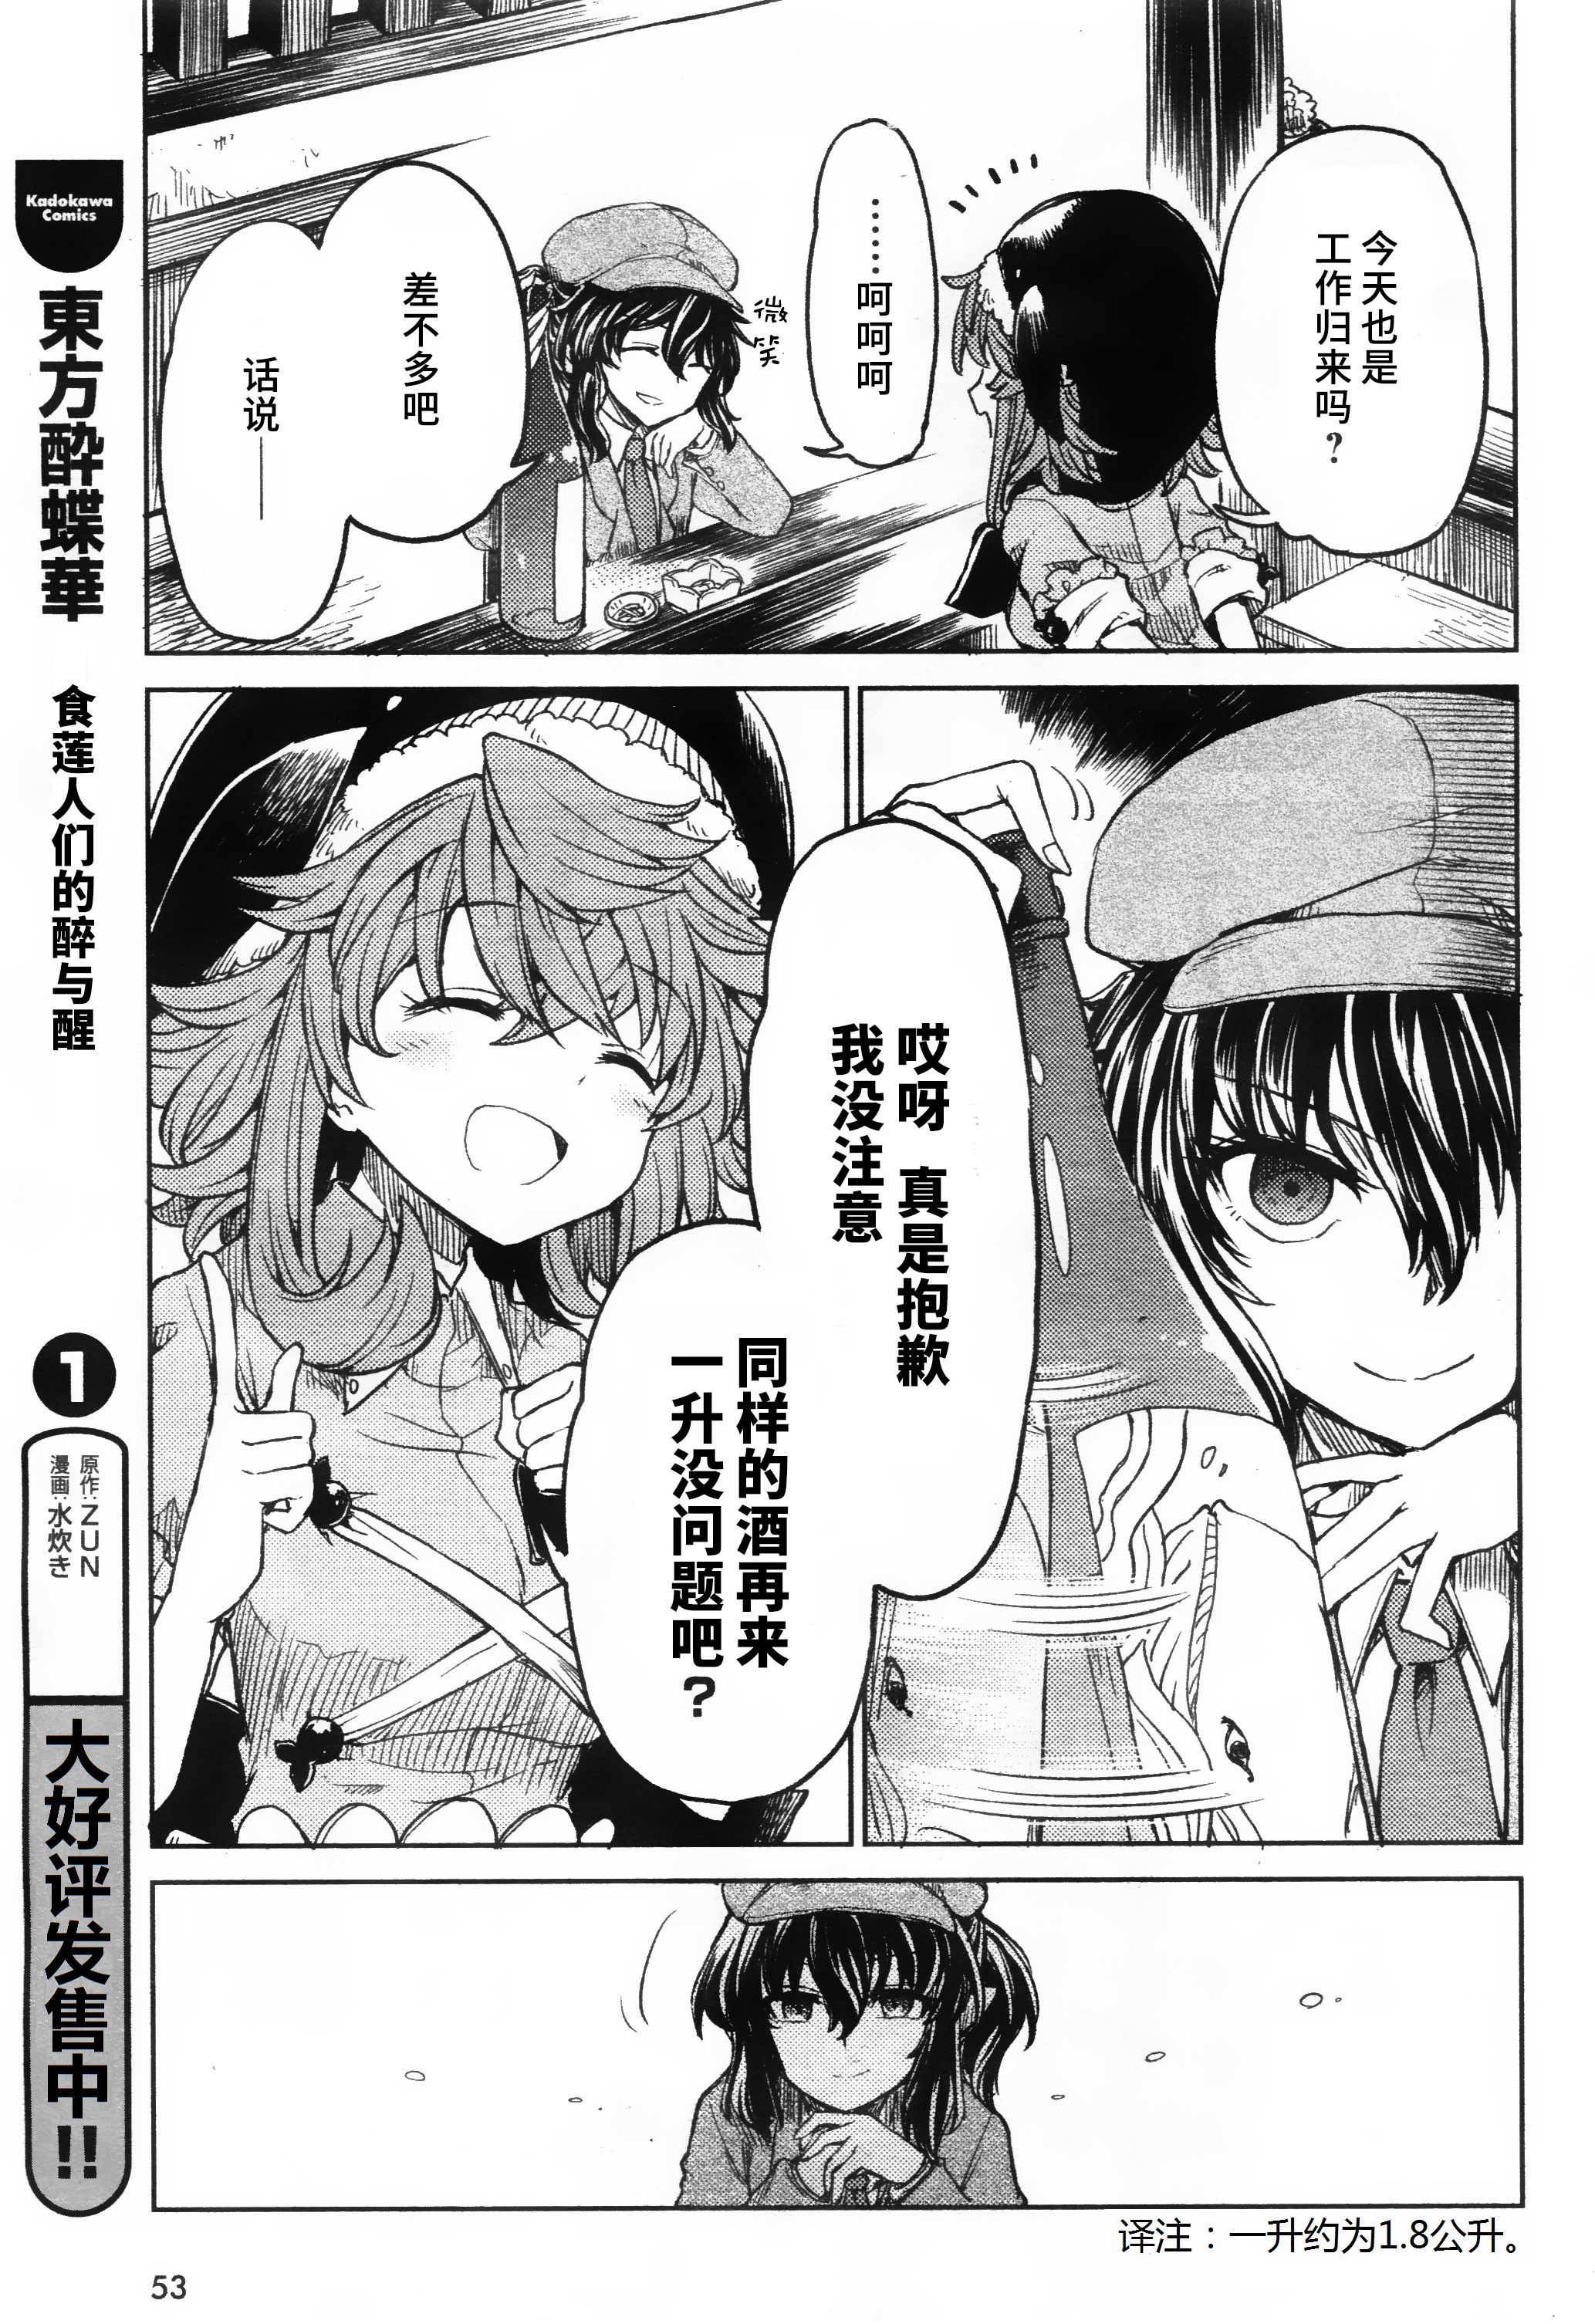 今天也是
工作归来吗？
……呵呵呵
微笑
差不多吧
话说——
哎呀 真是抱歉
我没注意
同样的酒再来
一升没问题吧？
译注：一升约为1.8公升。
53
Kadokawa
Comics
東方酔蝶華
食莲人们的醉与醒
1
原作:ZUN
漫画:水炊き
大好评发售中!!